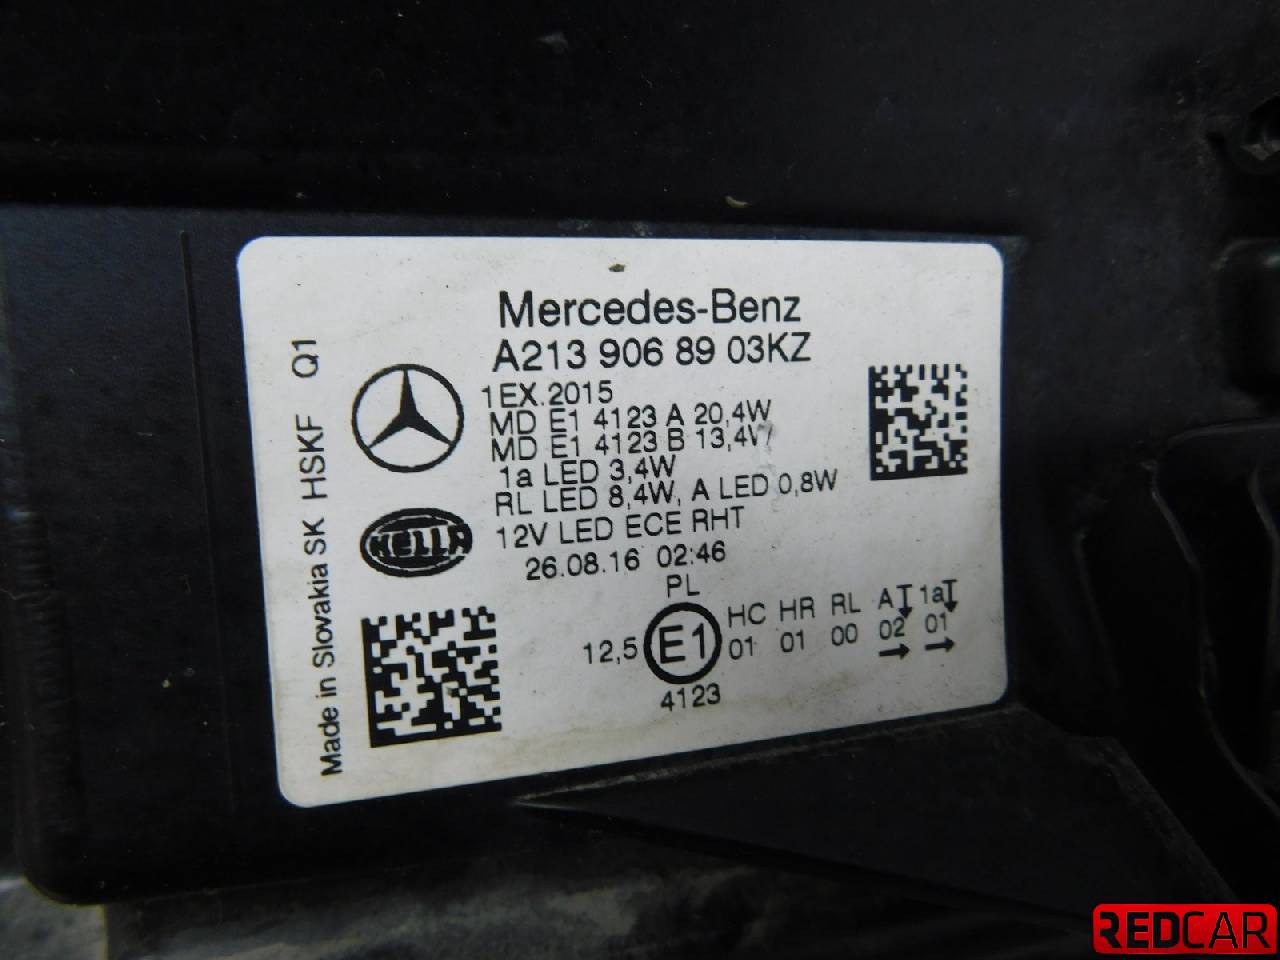 Mercedes-Benz
A213 906 89 03KZ
1EX.2015
MD E1 4123 A 20,4W
MD E1 4123 B 13,4W
1a LED 3,4W
RL LED 8,4W, A LED 0,8W
12V LED ECE RHT
26.08.16 02:46
PL
HC HR RL A 1a
12,5 E1 01 01 00 02 01
4123
HELLA
Made in Slovakia SK HSKF Q1
REDCAR